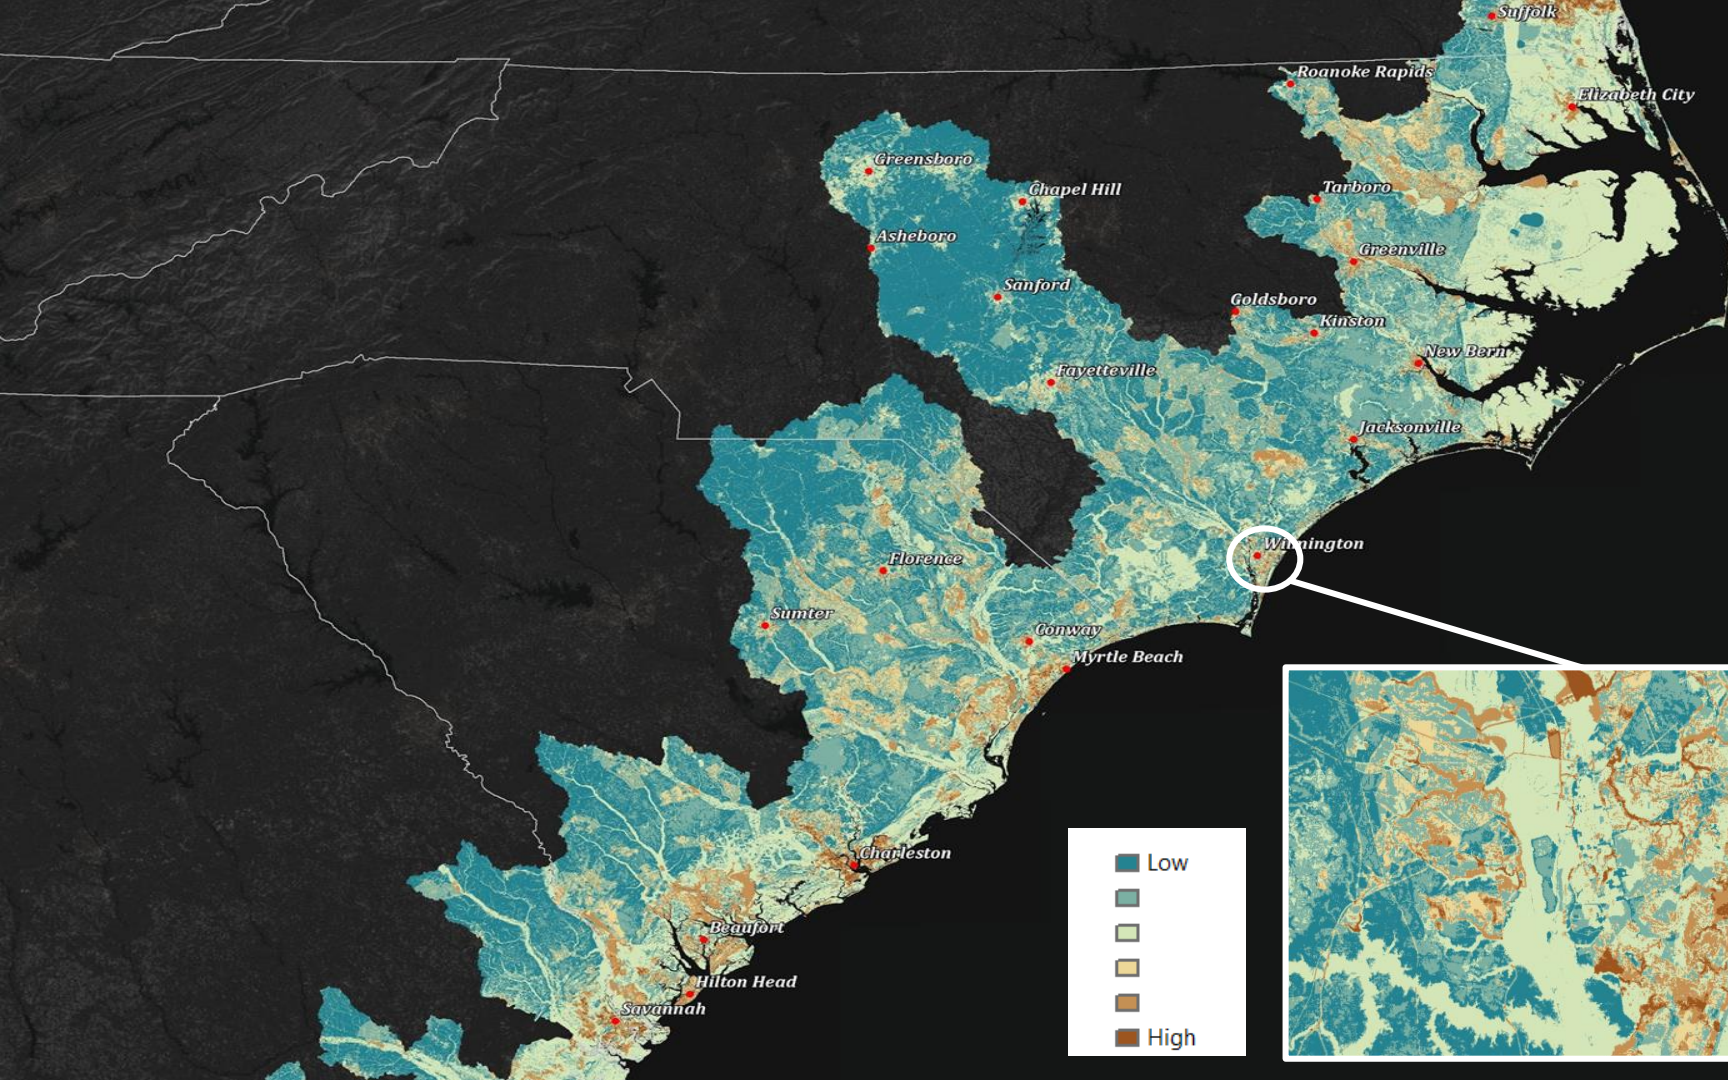 Suffolk
Roanoke Rapids
Elizabeth City
Greensboro
Chapel Hill
Tarboro
Asheboro
Greenville
Sanford
Goldsboro
Kinston
New Bern
Fayetteville
Jacksonville
Wilmington
Florence
Sumter
Conway
Myrtle Beach
Charleston
Beaufort
Hilton Head
Savannah
Low
High